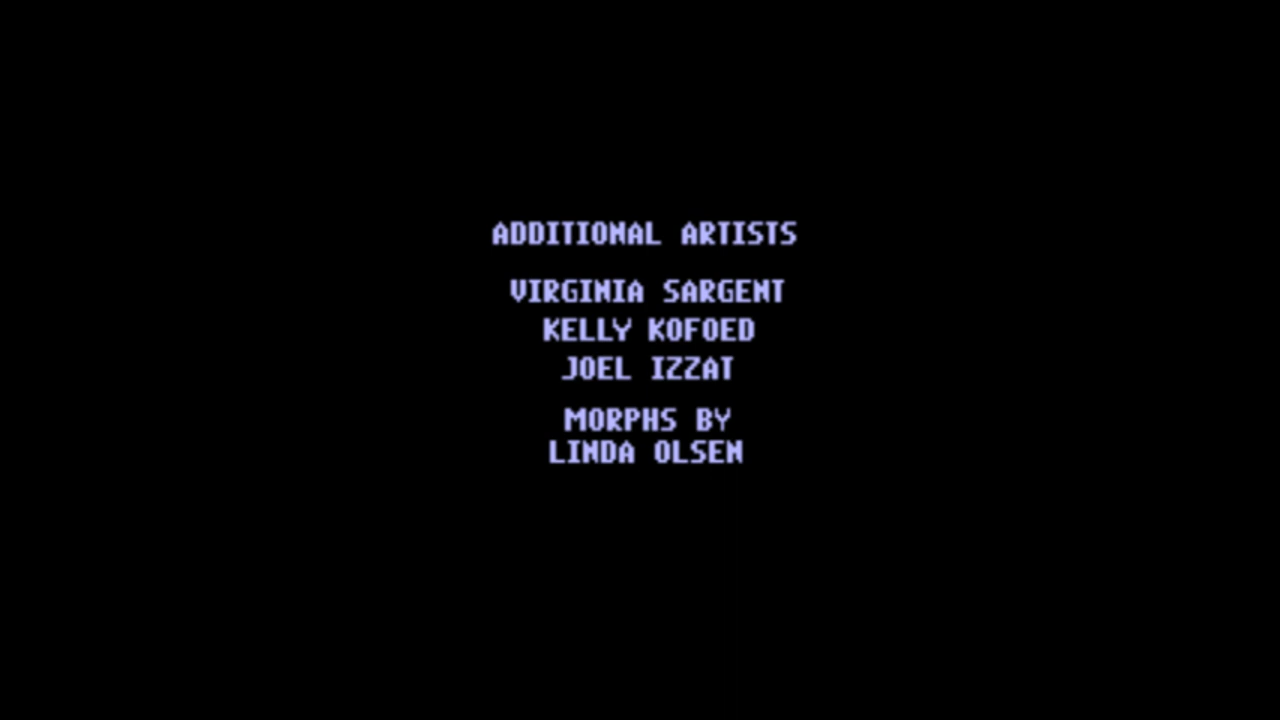 ADDITIONAL ARTISTS
VIRGINIA SARGENT
KELLY KOFOED
JOEL IZZAT
MORPHS BY
LINDA OLSEN